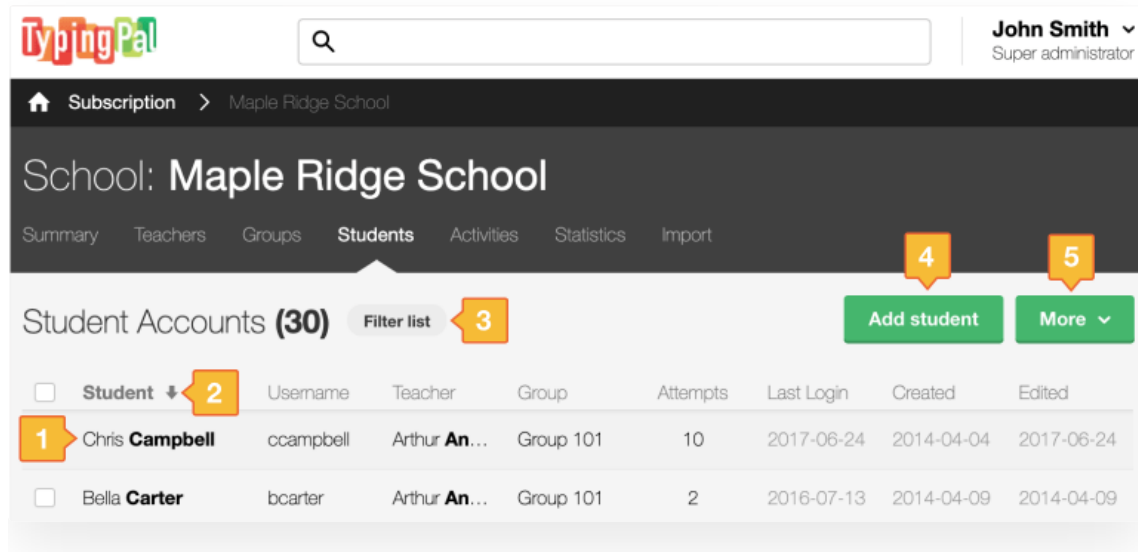 TypingPal
John Smith
Super administrator
Subscription > Maple Ridge School
School: Maple Ridge School
Summary Teachers Groups Students Activities Statistics Import
4 5
Student Accounts (30) Filter list 3 Add student More
Student 2 Username Teacher Group Attempts Last Login Created Edited
1 Chris Campbell ccampbell Arthur An... Group 101 10 2017-06-24 2014-04-04 2017-06-24
Bella Carter bcarter Arthur An... Group 101 2 2016-07-13 2014-04-09 2014-04-09